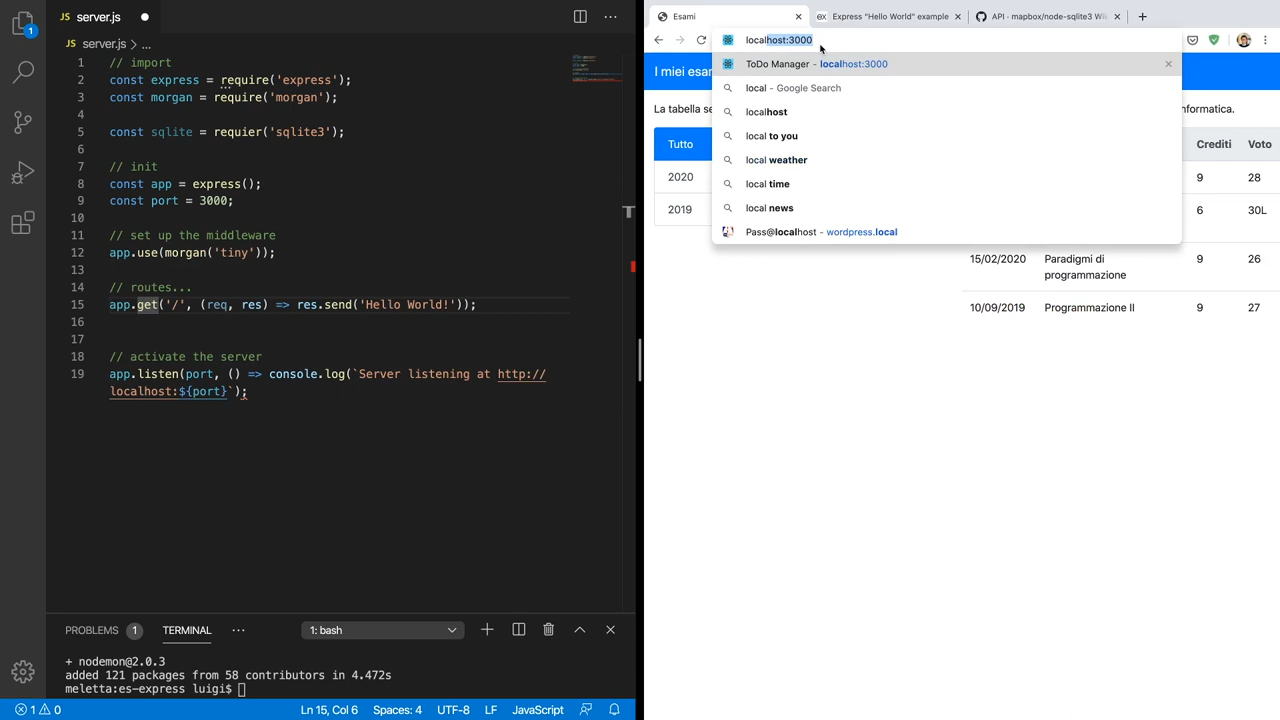 server.js
JS server.js > ...
1 // import
2 const express = require('express');
3 const morgan = require('morgan');
4
5 const sqlite = requier('sqlite3');
6
7 // init
8 const app = express();
9 const port = 3000;
10
11 // set up the middleware
12 app.use(morgan('tiny'));
13
14 // routes...
15 app.get('/', (req, res) => res.send('Hello World!'));
16
17
18 // activate the server
19 app.listen(port, () => console.log(`Server listening at http://
localhost:${port}`);
PROBLEMS 1 TERMINAL ... 1: bash
+ nodemon@2.0.3
added 121 packages from 58 contributors in 4.472s
meletta:es-express luigi$
1 0 Ln 15, Col 6 Spaces: 4 UTF-8 LF JavaScript
Esami
Express "Hello World" example
API · mapbox/node-sqlite3 Wi
localhost:3000
ToDo Manager - localhost:3000
local - Google Search
localhost
local to you
local weather
local time
local news
Pass@localhost - wordpress.local
I miei esa
La tabella se
nformatica.
Tutto
2020
2019
Crediti Voto
9 28
6 30L
15/02/2020 Paradigmi di programmazione 9 26
10/09/2019 Programmazione II 9 27